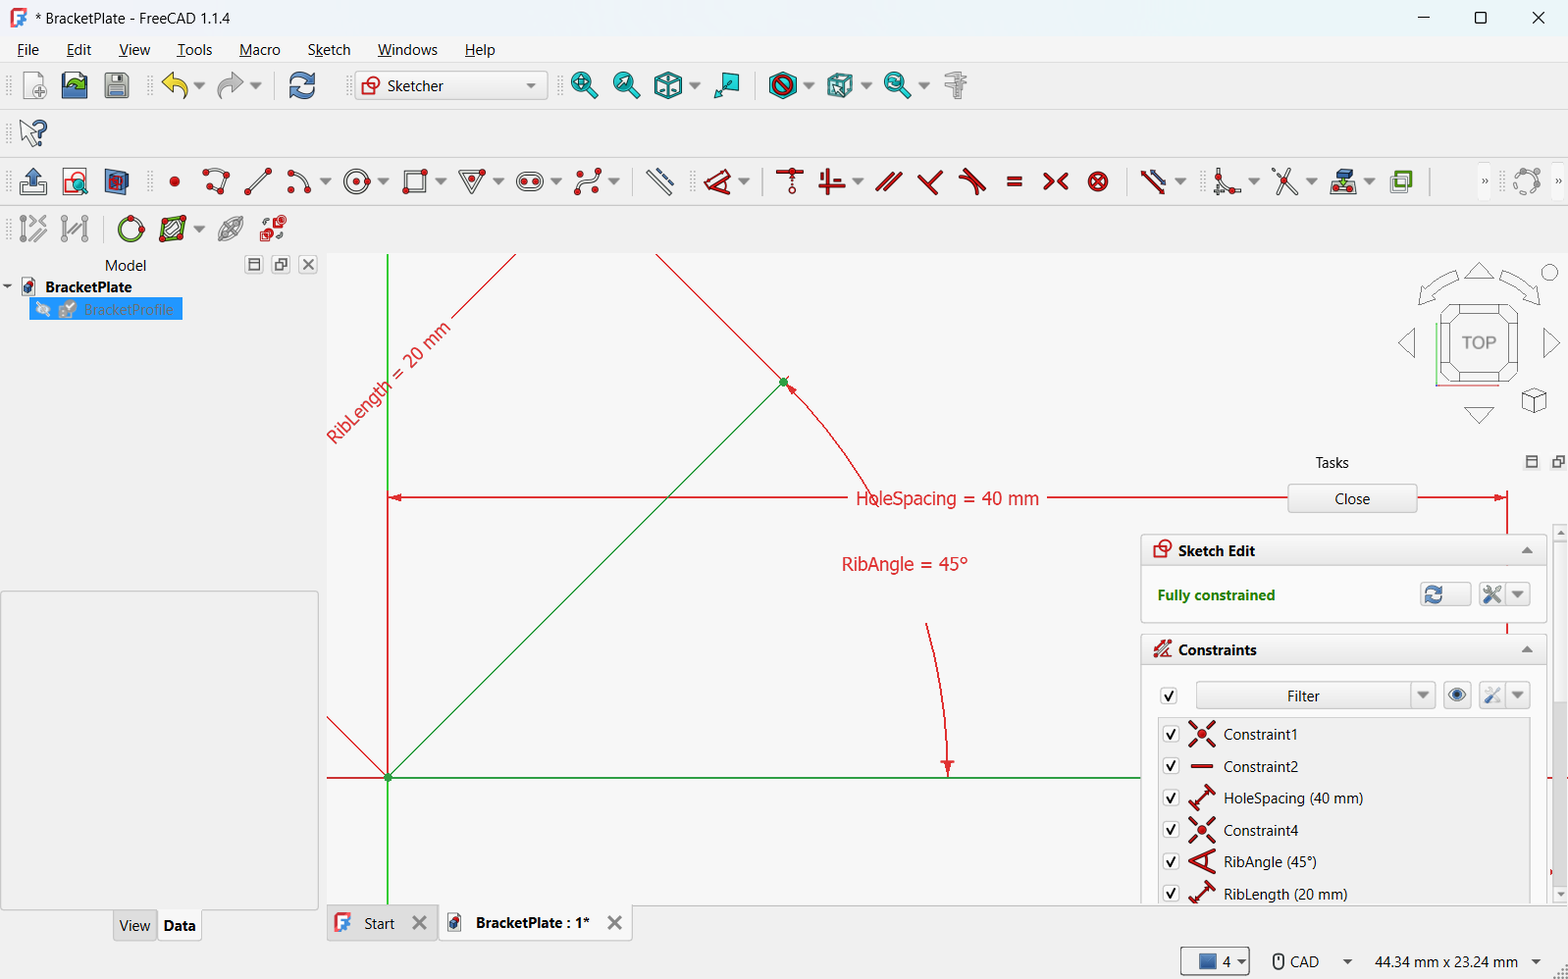 * BracketPlate - FreeCAD 1.1.4
File Edit View Tools Macro Sketch Windows Help
Sketcher
» »
Model
BracketPlate
BracketProfile
RibLength = 20 mm
TOP
HoleSpacing = 40 mm
RibAngle = 45°
Tasks
Close
Sketch Edit
Fully constrained
Constraints
Filter
Constraint1
Constraint2
HoleSpacing (40 mm)
Constraint4
RibAngle (45°)
RibLength (20 mm)
View Data
Start BracketPlate : 1*
4 CAD 44.34 mm x 23.24 mm